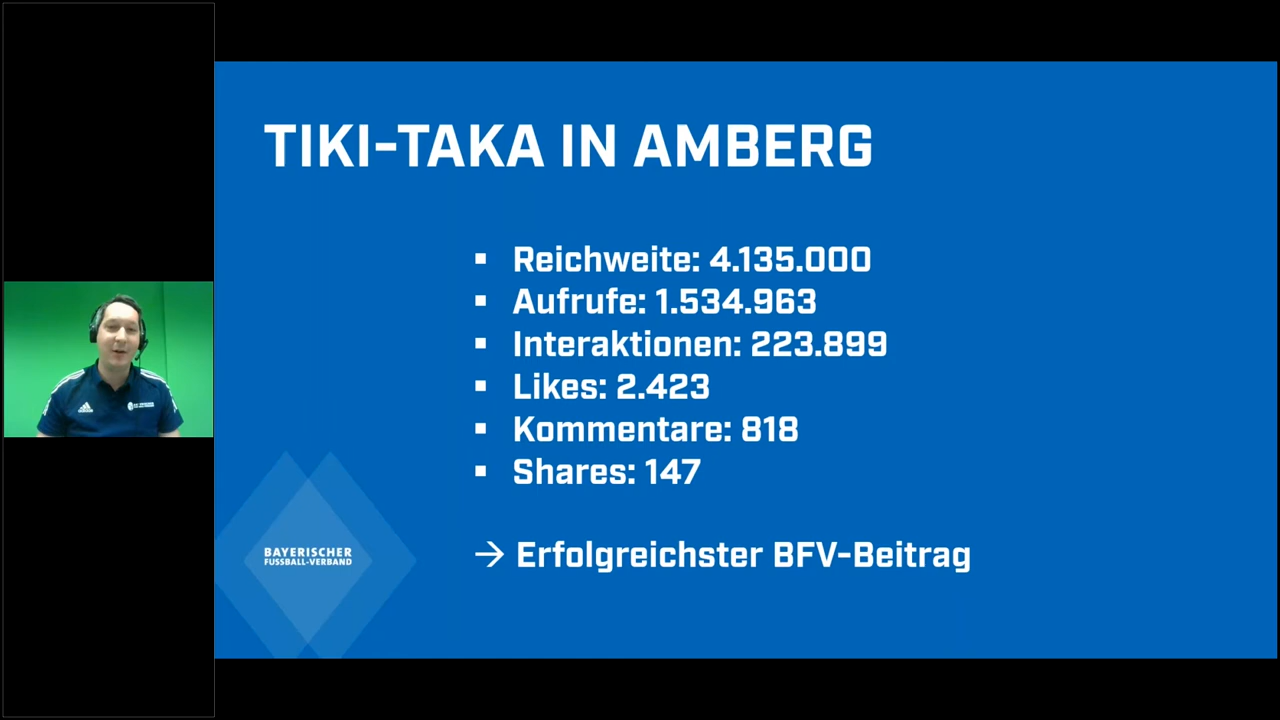 TIKI-TAKA IN AMBERG
▪ Reichweite: 4.135.000
▪ Aufrufe: 1.534.963
▪ Interaktionen: 223.899
▪ Likes: 2.423
▪ Kommentare: 818
▪ Shares: 147
→ Erfolgreichster BFV-Beitrag
BAYERISCHER
FUSSBALL-VERBAND